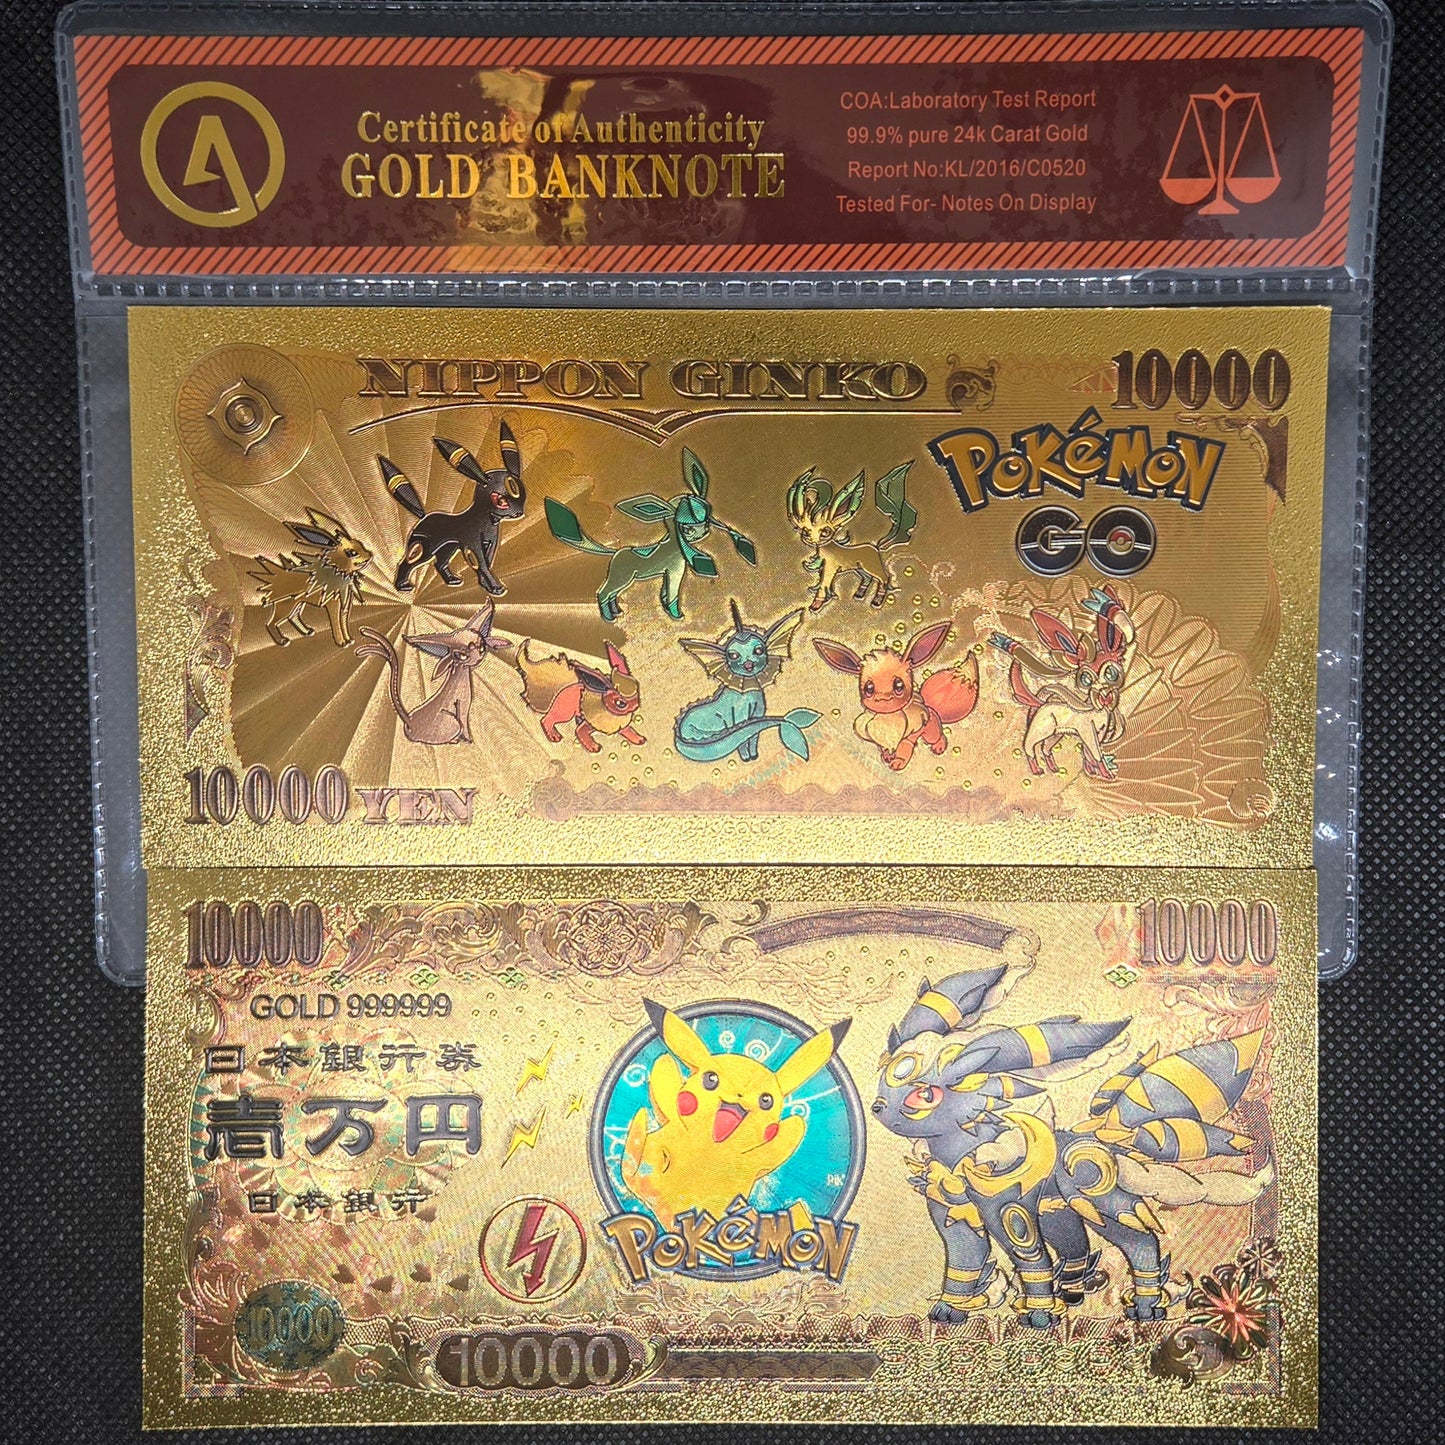 A
Certificate of Authenticity
GOLD BANKNOTE
COA:Laboratory Test Report
99.9% pure 24k Carat Gold
Report No:KL/2016/C0520
Tested For- Notes On Display
NIPPON GINKO
10000
POKéMON
GO
10000 YEN
10000
10000
GOLD 999999
日本銀行券
壱万円
日本銀行
POKéMON
10000
10000